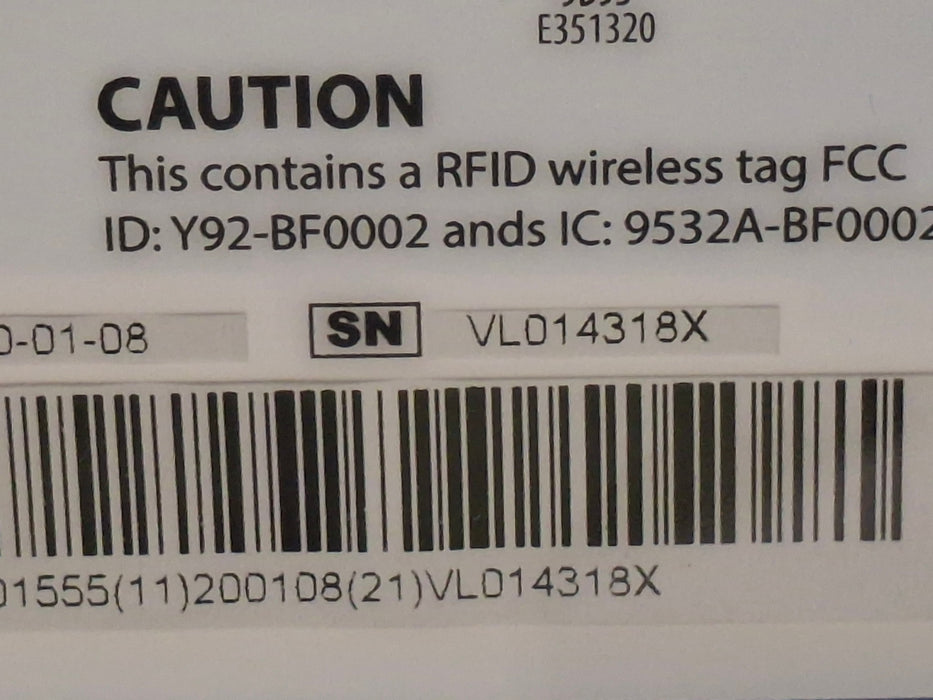 E351320
CAUTION
This contains a RFID wireless tag FCC
ID: Y92-BF0002 ands IC: 9532A-BF0002
0-01-08 SN VL014318X
01555(11)200108(21)VL014318X